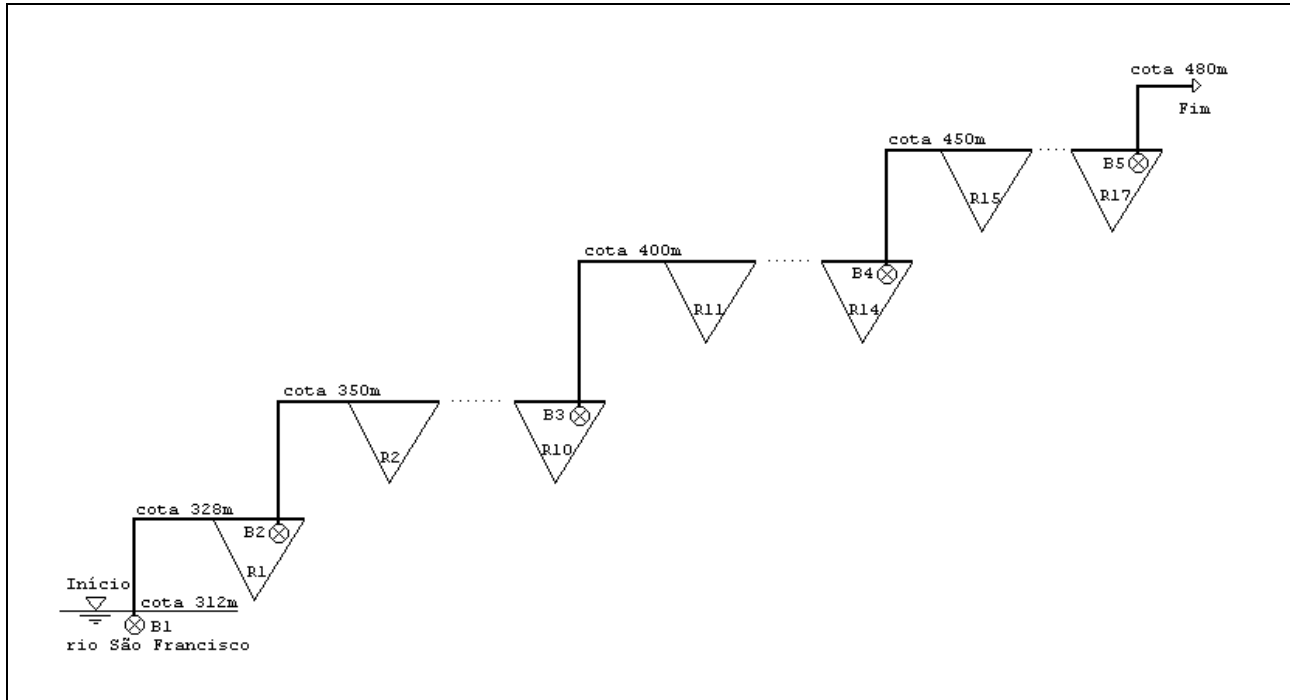 cota 480m
Fim
cota 450m
B5
R15
R17
cota 400m
B4
R11
R14
cota 350m
B3
R2
R10
cota 328m
B2
R1
Início
cota 312m
B1
rio São Francisco